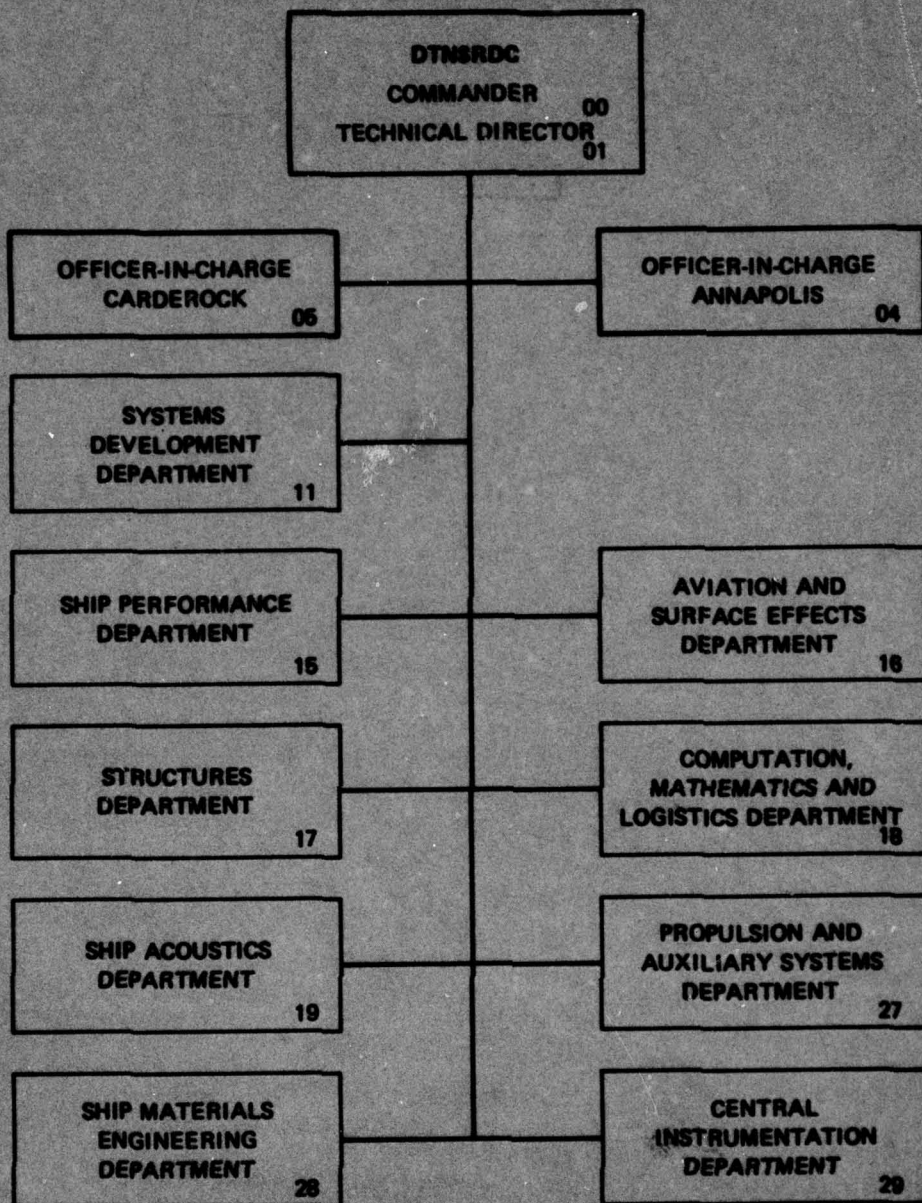 DTNSRDC
COMMANDER
00
TECHNICAL DIRECTOR
01
OFFICER-IN-CHARGE
CARDEROCK
05
OFFICER-IN-CHARGE
ANNAPOLIS
04
SYSTEMS
DEVELOPMENT
DEPARTMENT
11
SHIP PERFORMANCE
DEPARTMENT
15
AVIATION AND
SURFACE EFFECTS
DEPARTMENT
16
STRUCTURES
DEPARTMENT
17
COMPUTATION,
MATHEMATICS AND
LOGISTICS DEPARTMENT
18
SHIP ACOUSTICS
DEPARTMENT
19
PROPULSION AND
AUXILIARY SYSTEMS
DEPARTMENT
27
SHIP MATERIALS
ENGINEERING
DEPARTMENT
28
CENTRAL
INSTRUMENTATION
DEPARTMENT
29